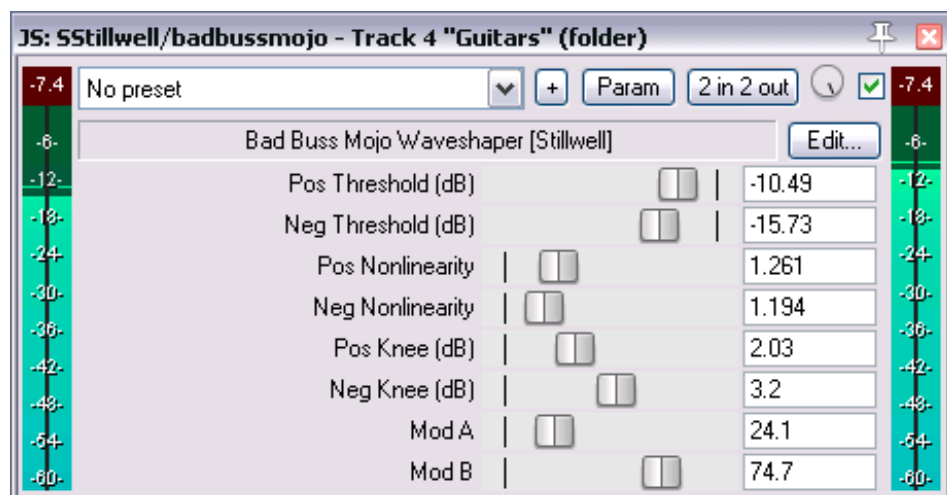 JS: SStillwell/badbussmojo - Track 4 "Guitars" (folder)
-7.4 No preset + Param 2 in 2 out -7.4
Bad Buss Mojo Waveshaper [Stillwell] Edit...
Pos Threshold (dB) -10.49
Neg Threshold (dB) -15.73
Pos Nonlinearity 1.261
Neg Nonlinearity 1.194
Pos Knee (dB) 2.03
Neg Knee (dB) 3.2
Mod A 24.1
Mod B 74.7
-6-
-12-
-18-
-24-
-30-
-36-
-42-
-48-
-54-
-60-
-6-
-12-
-18-
-24-
-30-
-36-
-42-
-48-
-54-
-60-